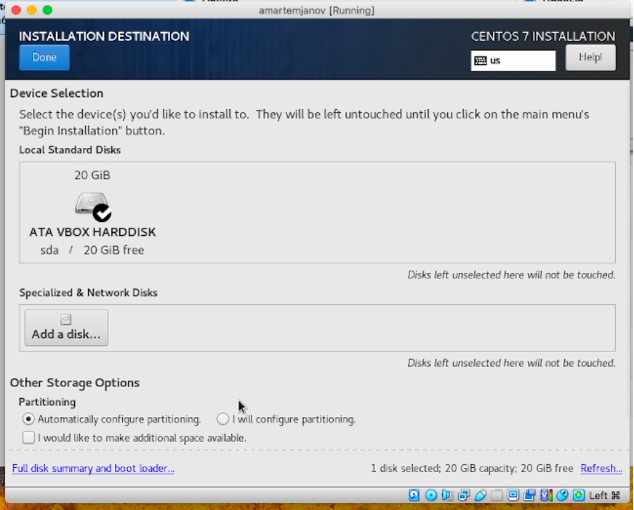 amartemjanov [Running]
INSTALLATION DESTINATION
CENTOS 7 INSTALLATION
Done
us
Help!
Device Selection
Select the device(s) you'd like to install to. They will be left untouched until you click on the main menu's
"Begin Installation" button.
Local Standard Disks
20 GiB
ATA VBOX HARDDISK
sda / 20 GiB free
Disks left unselected here will not be touched.
Specialized & Network Disks
Add a disk...
Disks left unselected here will not be touched.
Other Storage Options
Partitioning
Automatically configure partitioning.
I will configure partitioning.
I would like to make additional space available.
Full disk summary and boot loader...
1 disk selected; 20 GiB capacity; 20 GiB free
Refresh...
Left ⌘